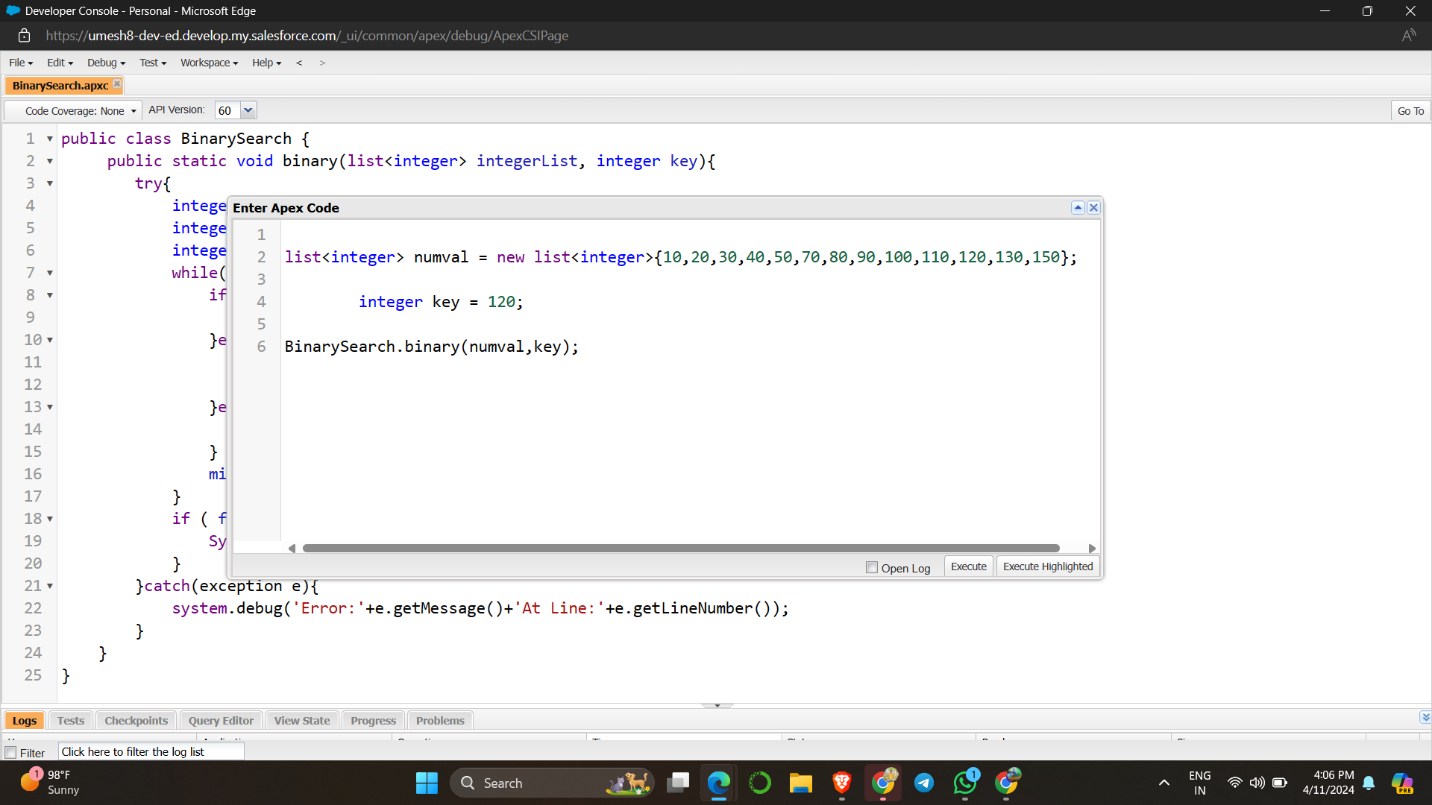 Developer Console - Personal - Microsoft Edge
https://umesh8-dev-ed.develop.my.salesforce.com/_ui/common/apex/debug/ApexCSIPage
File Edit Debug Test Workspace Help < >
BinarySearch.apxc
Code Coverage: None API Version: 60 Go To
1 public class BinarySearch {
2 public static void binary(list<integer> integerList, integer key){
3 try{
4 intege
5 intege
6 intege
7 while(
8 if
9
10 }e
11
12
13 }e
14
15 }
16 mi
17 }
18 if ( f
19 Sy
20 }
21 }catch(exception e){
22 system.debug('Error:'+e.getMessage()+'At Line:'+e.getLineNumber());
23 }
24 }
25 }
Enter Apex Code
1
2 list<integer> numval = new list<integer>{10,20,30,40,50,70,80,90,100,110,120,130,150};
3
4 integer key = 120;
5
6 BinarySearch.binary(numval,key);
Open Log Execute Execute Highlighted
Logs Tests Checkpoints Query Editor View State Progress Problems
Filter Click here to filter the log list
1 98°F
Sunny
Search
1
ENG
IN
4:06 PM
4/11/2024
PRE